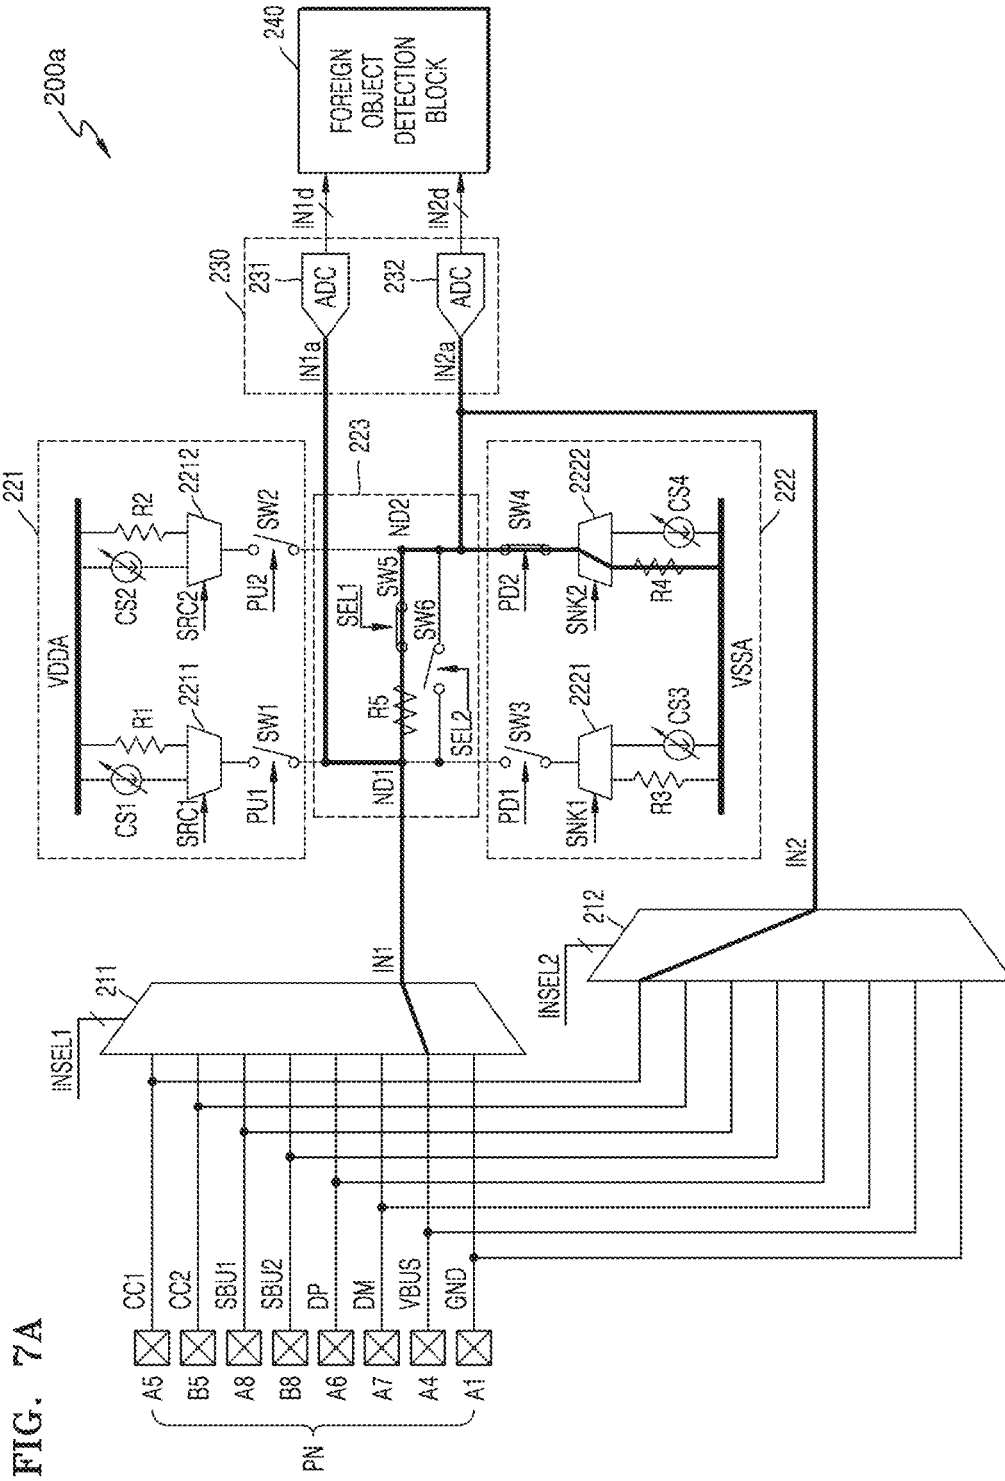 FIG. 7A
200a
PN
A5
B5
A8
B8
A6
A7
A4
A1
CC1
CC2
SBU1
SBU2
DP
DM
VBUS
GND
INSEL1
211
IN1
INSEL2
212
IN2
221
VDDA
CS1
R1
CS2
R2
SRC1
2211
SRC2
2212
PU1
SW1
PU2
SW2
223
ND1
R5
SEL1
SW5
ND2
SW6
SEL2
222
PD1
SW3
PD2
SW4
SNK1
2221
SNK2
2222
R3
CS3
R4
CS4
VSSA
230
IN1a
231
ADC
IN1d
IN2a
232
ADC
IN2d
240
FOREIGN
OBJECT
DETECTION
BLOCK